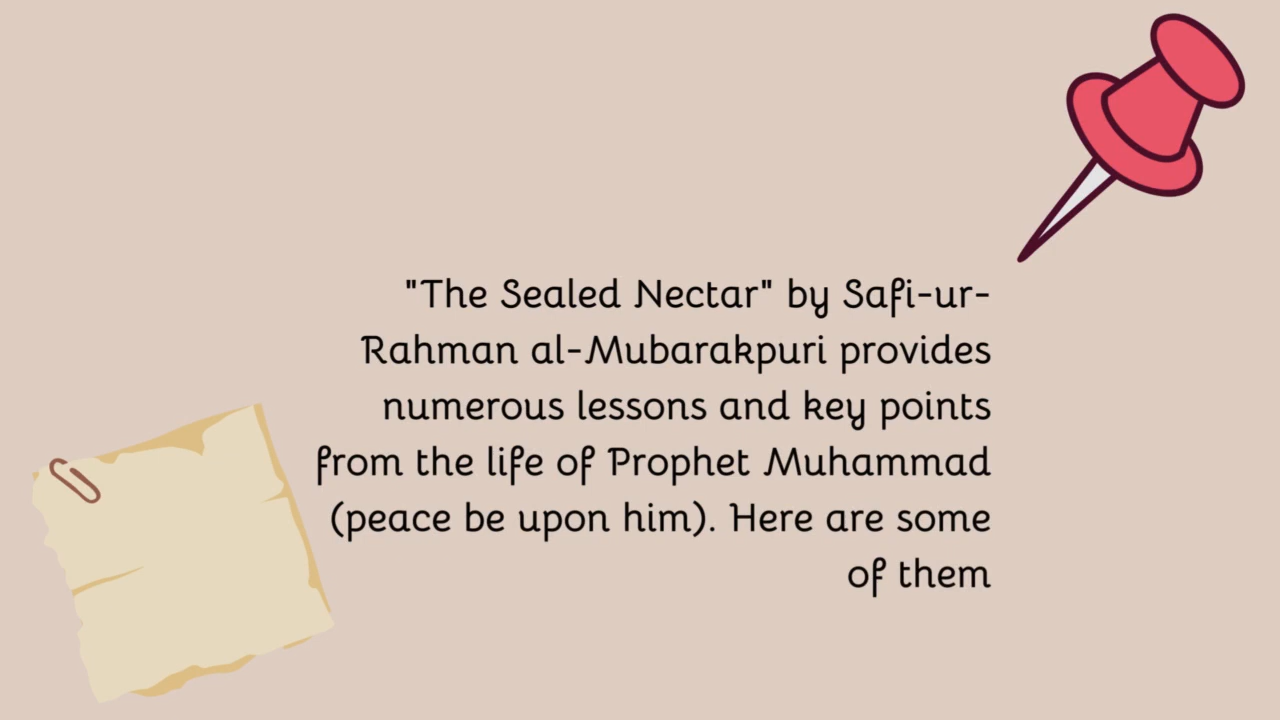 "The Sealed Nectar" by Safi-ur-
Rahman al-Mubarakpuri provides
numerous lessons and key points
from the life of Prophet Muhammad
(peace be upon him). Here are some
of them